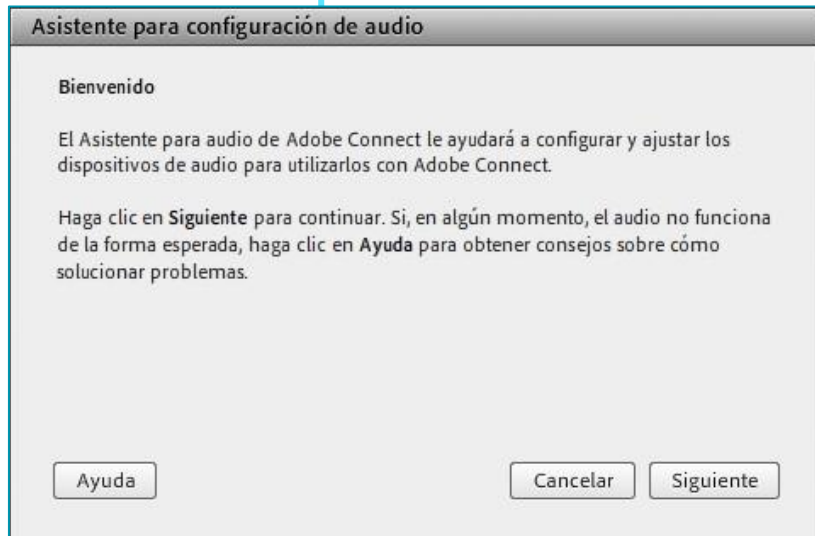 Asistente para configuración de audio
Bienvenido
El Asistente para audio de Adobe Connect le ayudará a configurar y ajustar los
dispositivos de audio para utilizarlos con Adobe Connect.
Haga clic en Siguiente para continuar. Si, en algún momento, el audio no funciona
de la forma esperada, haga clic en Ayuda para obtener consejos sobre cómo
solucionar problemas.
Ayuda
Cancelar
Siguiente